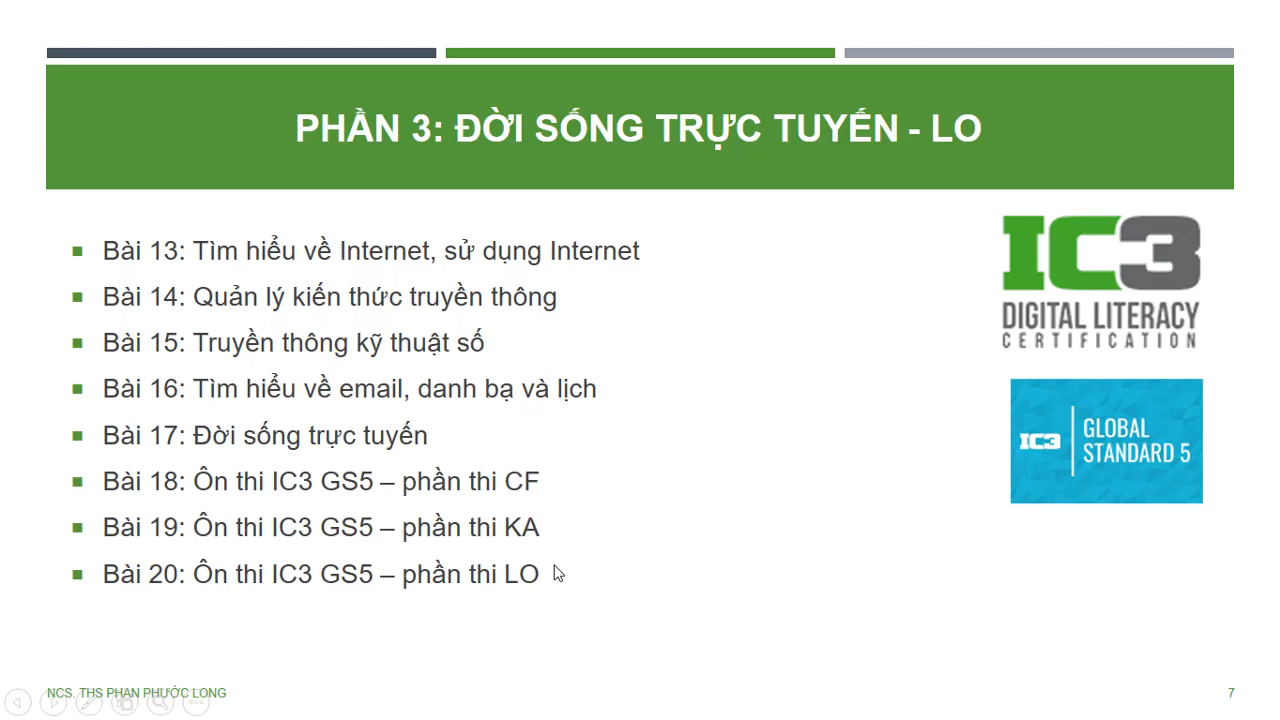 PHẦN 3: ĐỜI SỐNG TRỰC TUYẾN - LO
Bài 13: Tìm hiểu về Internet, sử dụng Internet
Bài 14: Quản lý kiến thức truyền thông
Bài 15: Truyền thông kỹ thuật số
Bài 16: Tìm hiểu về email, danh bạ và lịch
Bài 17: Đời sống trực tuyến
Bài 18: Ôn thi IC3 GS5 – phần thi CF
Bài 19: Ôn thi IC3 GS5 – phần thi KA
Bài 20: Ôn thi IC3 GS5 – phần thi LO
IC3
DIGITAL LITERACY
CERTIFICATION
IC3
GLOBAL
STANDARD 5
NCS. THS PHAN PHƯỚC LONG
7